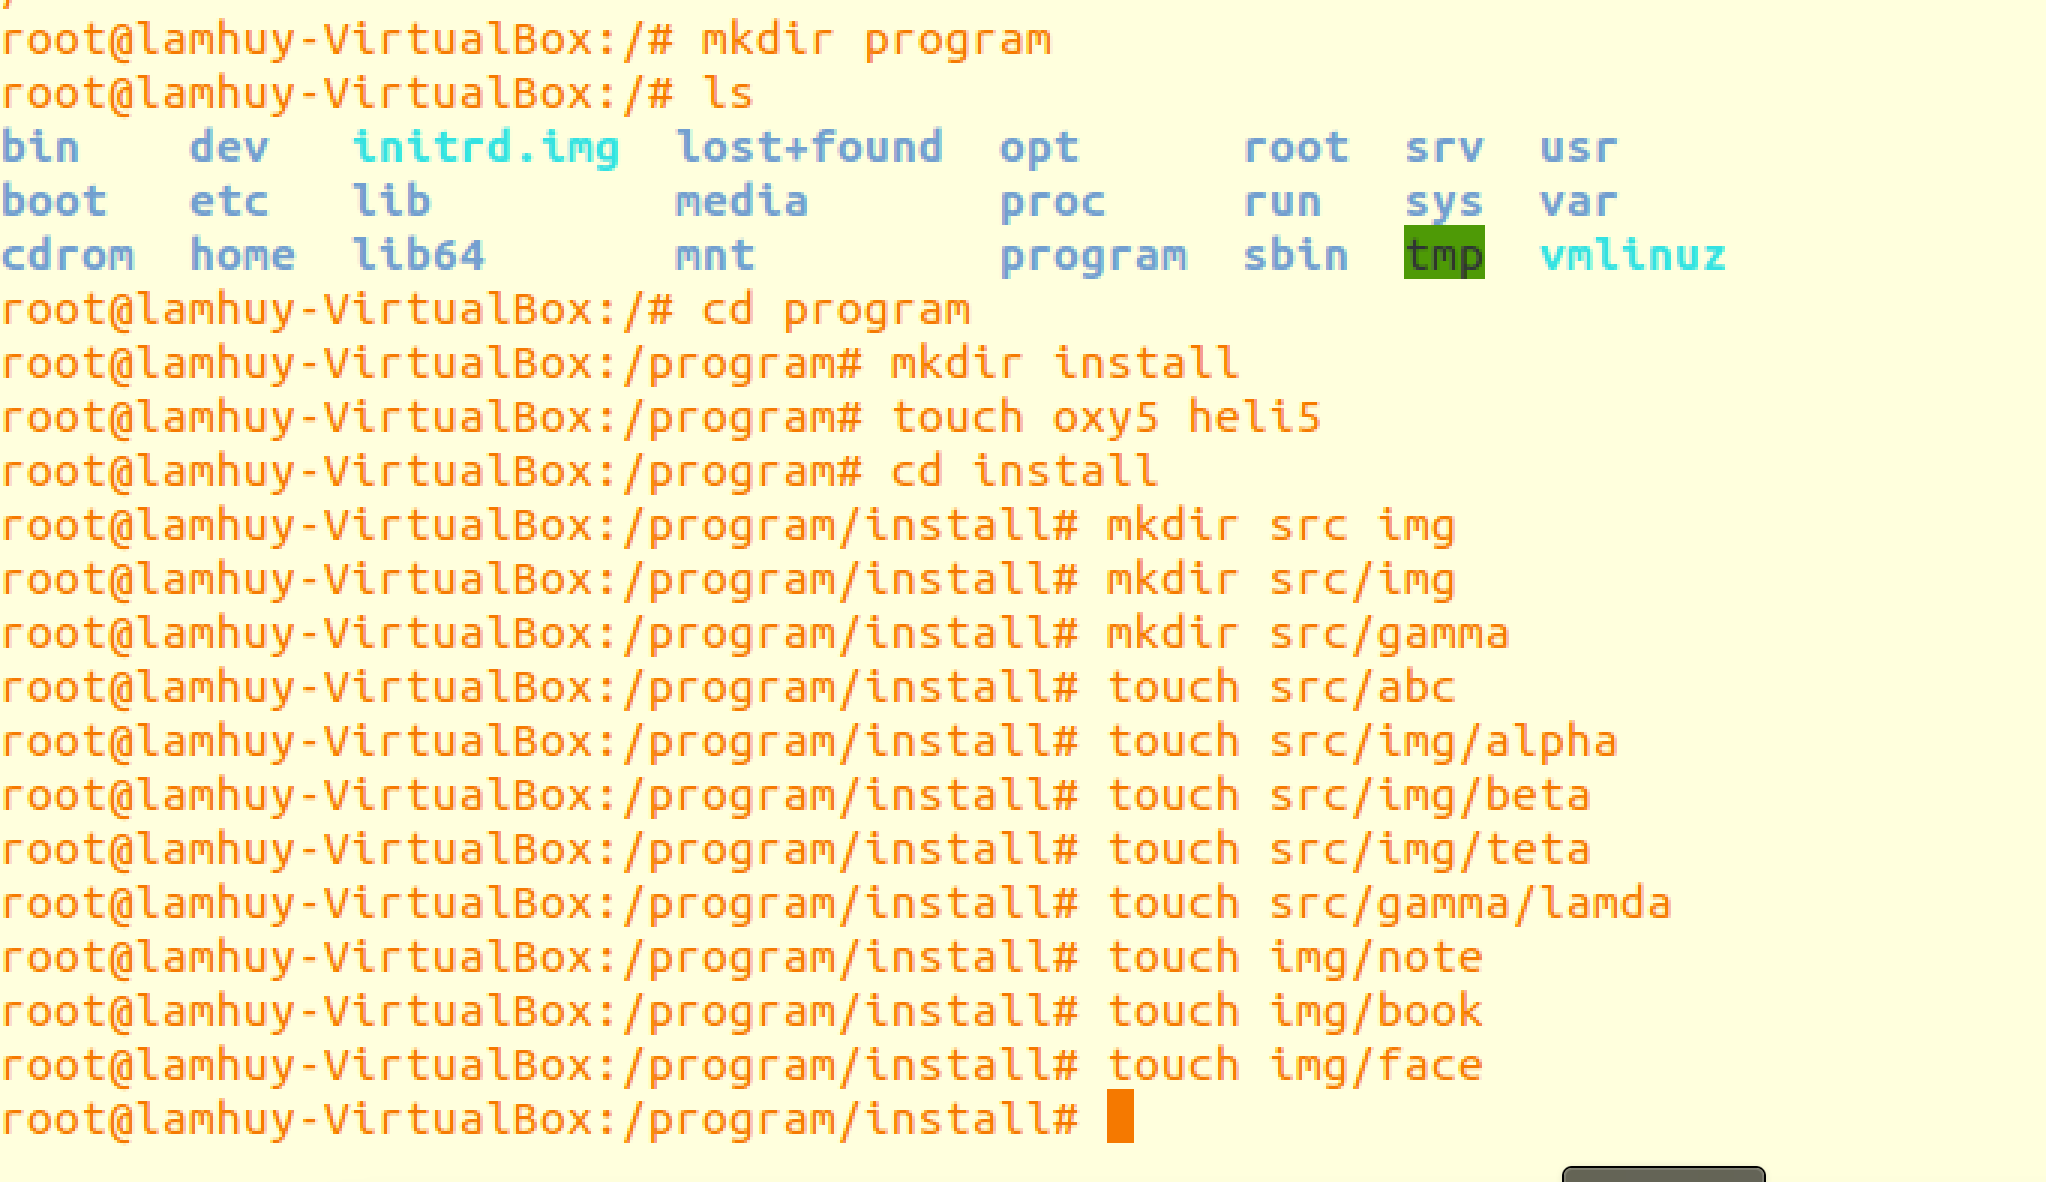 root@lamhuy-VirtualBox:/# mkdir program
root@lamhuy-VirtualBox:/# ls
bin dev initrd.img lost+found opt root srv usr
boot etc lib media proc run sys var
cdrom home lib64 mnt program sbin tmp vmlinuz
root@lamhuy-VirtualBox:/# cd program
root@lamhuy-VirtualBox:/program# mkdir install
root@lamhuy-VirtualBox:/program# touch oxy5 heli5
root@lamhuy-VirtualBox:/program# cd install
root@lamhuy-VirtualBox:/program/install# mkdir src img
root@lamhuy-VirtualBox:/program/install# mkdir src/img
root@lamhuy-VirtualBox:/program/install# mkdir src/gamma
root@lamhuy-VirtualBox:/program/install# touch src/abc
root@lamhuy-VirtualBox:/program/install# touch src/img/alpha
root@lamhuy-VirtualBox:/program/install# touch src/img/beta
root@lamhuy-VirtualBox:/program/install# touch src/img/teta
root@lamhuy-VirtualBox:/program/install# touch src/gamma/lamda
root@lamhuy-VirtualBox:/program/install# touch img/note
root@lamhuy-VirtualBox:/program/install# touch img/book
root@lamhuy-VirtualBox:/program/install# touch img/face
root@lamhuy-VirtualBox:/program/install#